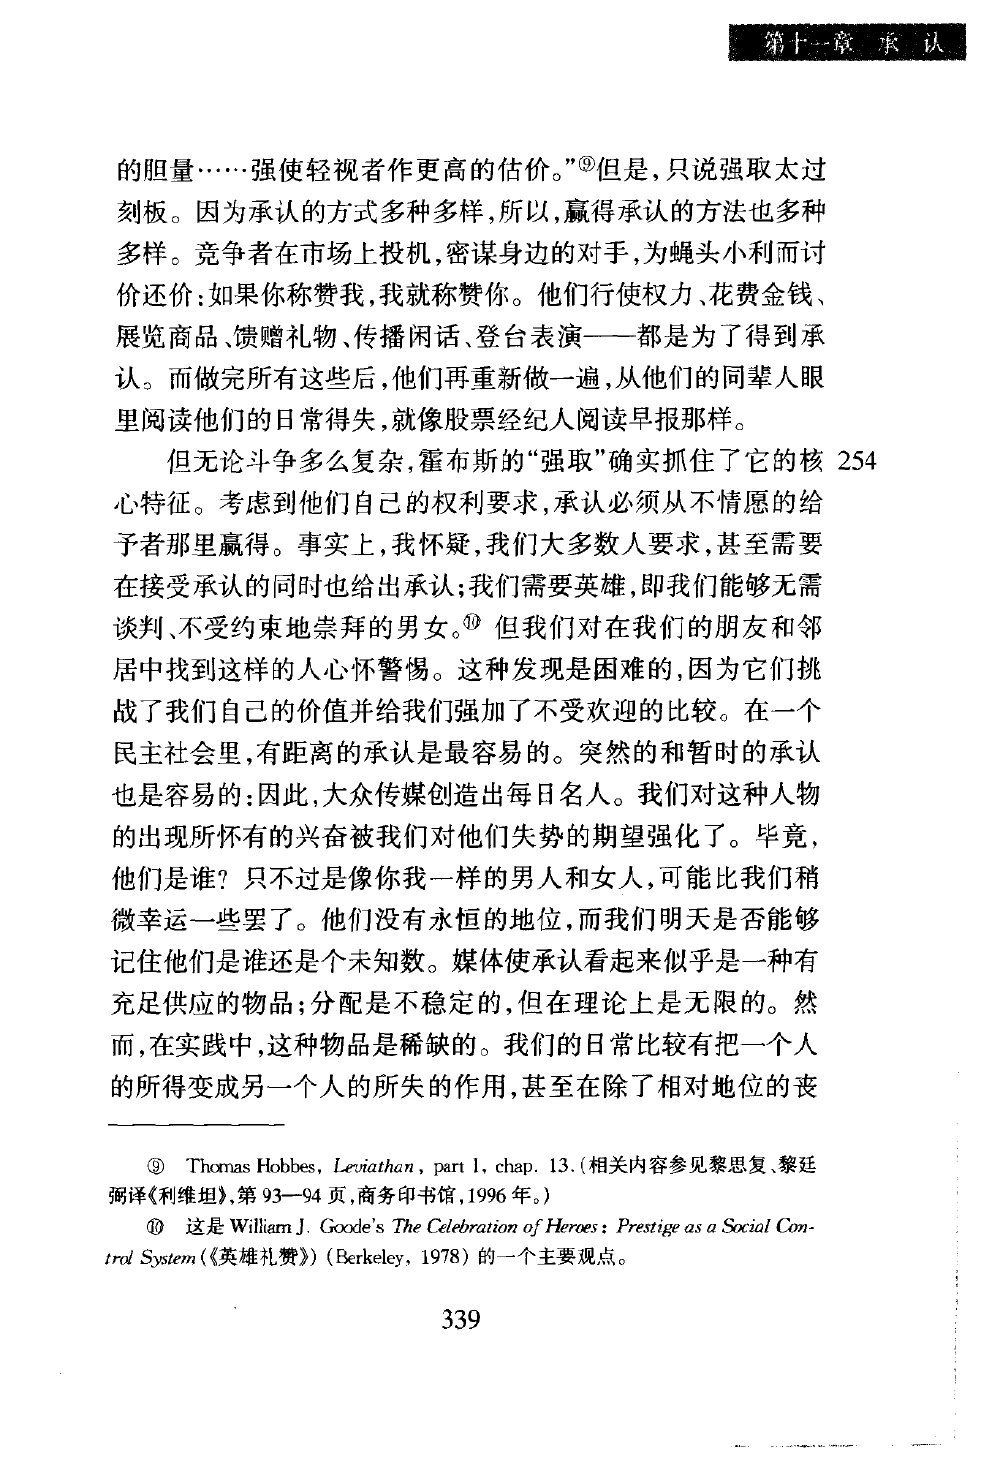 第十一章 承 认
的胆量……强使轻视者作更高的估价。”⑨但是,只说强取太过
刻板。因为承认的方式多种多样,所以,赢得承认的方法也多种
多样。竞争者在市场上投机,密谋身边的对手,为蝇头小利而讨
价还价:如果你称赞我,我就称赞你。他们行使权力、花费金钱、
展览商品、馈赠礼物、传播闲话、登台表演——都是为了得到承
认。而做完所有这些后,他们再重新做一遍,从他们的同辈人眼
里阅读他们的日常得失,就像股票经纪人阅读早报那样。
但无论斗争多么复杂,霍布斯的“强取”确实抓住了它的核 254
心特征。考虑到他们自己的权利要求,承认必须从不情愿的给
予者那里赢得。事实上,我怀疑,我们大多数人要求,甚至需要
在接受承认的同时也给出承认;我们需要英雄,即我们能够无需
谈判、不受约束地崇拜的男女。⑩ 但我们对在我们的朋友和邻
居中找到这样的人心怀警惕。这种发现是困难的,因为它们挑
战了我们自己的价值并给我们强加了不受欢迎的比较。在一个
民主社会里,有距离的承认是最容易的。突然的和暂时的承认
也是容易的:因此,大众传媒创造出每日名人。我们对这种人物
的出现所怀有的兴奋被我们对他们失势的期望强化了。毕竟,
他们是谁? 只不过是像你我一样的男人和女人,可能比我们稍
微幸运一些罢了。他们没有永恒的地位,而我们明天是否能够
记住他们是谁还是个未知数。媒体使承认看起来似乎是一种有
充足供应的物品;分配是不稳定的,但在理论上是无限的。然
而,在实践中,这种物品是稀缺的。我们的日常比较有把一个人
的所得变成另一个人的所失的作用,甚至在除了相对地位的丧
⑨ Thomas Hobbes, Leviathan, part 1, chap. 13.(相关内容参见黎思复、黎廷
弼译《利维坦》,第 93—94 页,商务印书馆,1996 年。)
⑩ 这是 William J. Goode's The Celebration of Heroes: Prestige as a Social Con-
trol System (《英雄礼赞》) (Berkeley, 1978) 的一个主要观点。
339